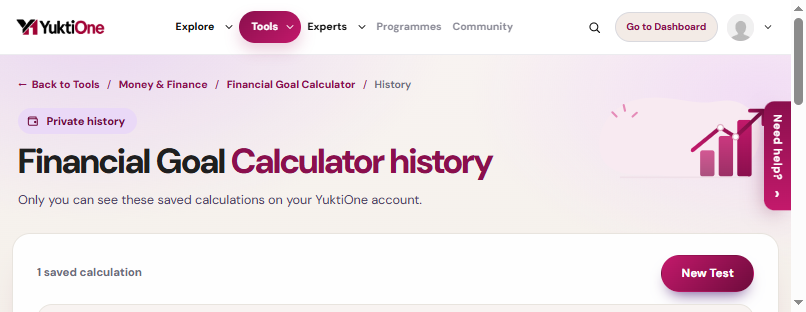 YuktiOne
Explore
Tools
Experts
Programmes
Community
Go to Dashboard
← Back to Tools / Money & Finance / Financial Goal Calculator / History
Private history
Financial Goal Calculator history
Only you can see these saved calculations on your YuktiOne account.
Need help? ›
1 saved calculation
New Test